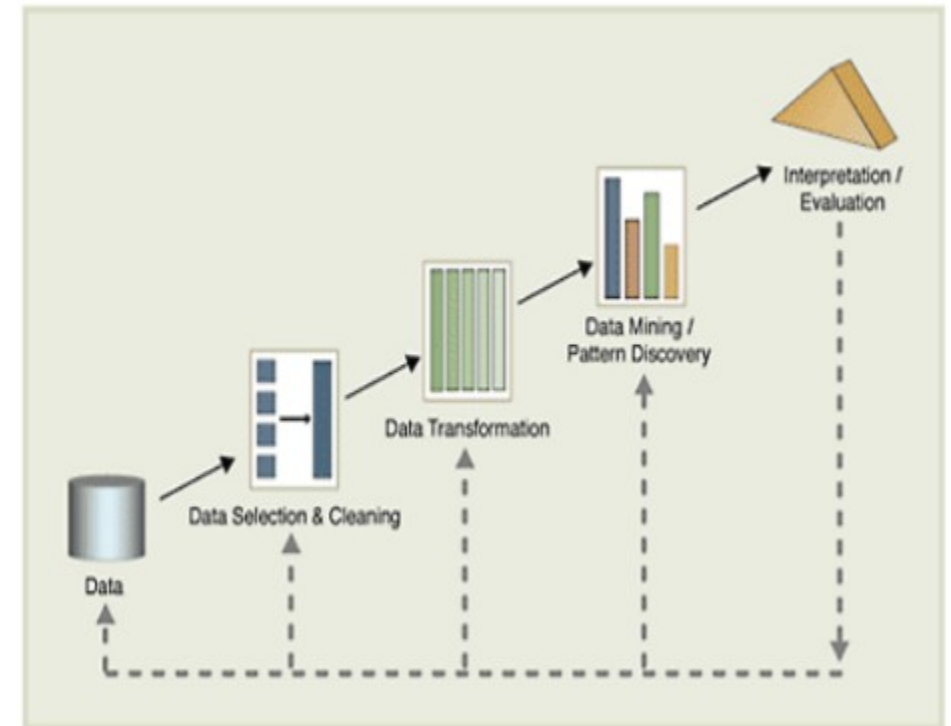 Interpretation /
Evaluation
Data Mining /
Pattern Discovery
Data Transformation
Data Selection & Cleaning
Data